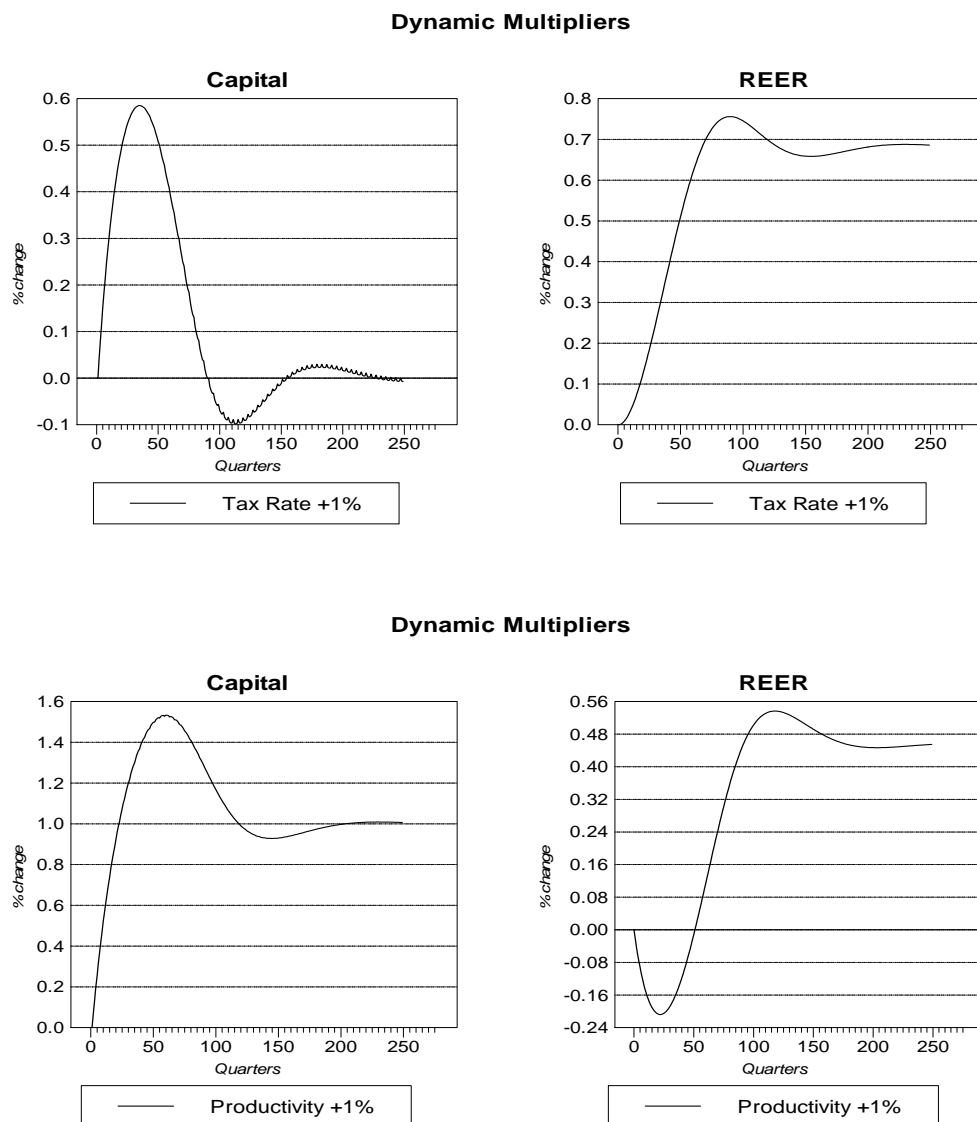 Dynamic Multipliers
Capital
0.6
0.5
0.4
0.3
0.2
0.1
0.0
-0.1
% change
0 50 100 150 200 250
Quarters
Tax Rate +1%
REER
0.8
0.7
0.6
0.5
0.4
0.3
0.2
0.1
0.0
% change
0 50 100 150 200 250
Quarters
Tax Rate +1%
Dynamic Multipliers
Capital
1.6
1.4
1.2
1.0
0.8
0.6
0.4
0.2
0.0
% change
0 50 100 150 200 250
Quarters
Productivity +1%
REER
0.56
0.48
0.40
0.32
0.24
0.16
0.08
0.00
-0.08
-0.16
-0.24
% change
0 50 100 150 200 250
Quarters
Productivity +1%